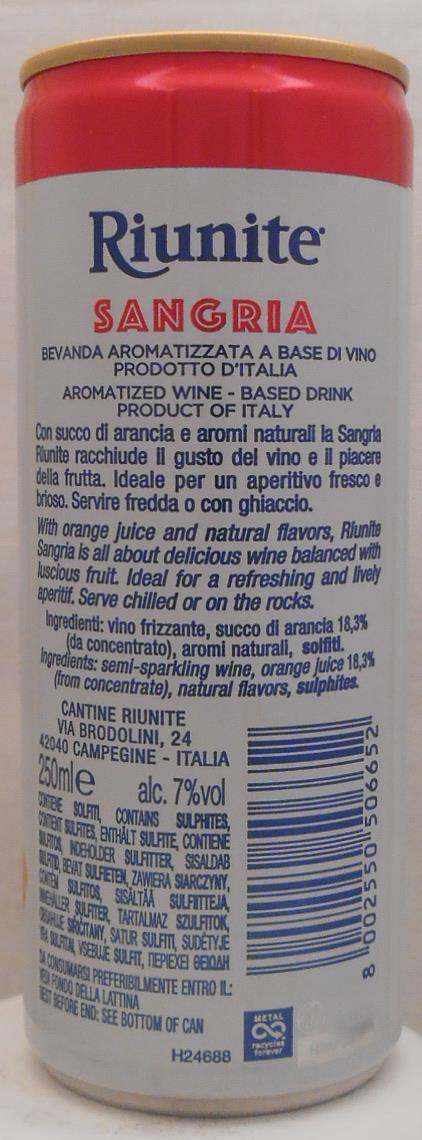 Riunite
SANGRIA
BEVANDA AROMATIZZATA A BASE DI VINO
PRODOTTO D'ITALIA
AROMATIZED WINE - BASED DRINK
PRODUCT OF ITALY
Con succo di arancia e aromi naturali la Sangria
Riunite racchiude il gusto del vino e il piacere
della frutta. Ideale per un aperitivo fresco e
brioso. Servire fredda o con ghiaccio.
With orange juice and natural flavors, Riunite
Sangria is all about delicious wine balanced with
luscious fruit. Ideal for a refreshing and lively
aperitif. Serve chilled or on the rocks.
Ingredienti: vino frizzante, succo di arancia 18,3%
(da concentrato), aromi naturali, solfiti.
Ingredients: semi-sparkling wine, orange juice 18,3%
(from concentrate), natural flavors, sulphites.
CANTINE RIUNITE
VIA BRODOLINI, 24
42040 CAMPEGINE - ITALIA
250ml e alc. 7%vol
CONTIENE SOLFITI, CONTAINS SULPHITES,
CONTIENT SULFITES, ENTHÄLT SULFITE, CONTIENE
SULFITOS, INDEHOLDER SULFITTER, SISALDAB
SULFITID, BEVAT SULFIETEN, ZAWIERA SIARCZYNY,
CONTÉM SULFITOS, SISÄLTÄÄ SULFIITTEJA,
INNEHÅLLER SULFITER, TARTALMAZ SZULFITOK,
OBSAHUJE SIŘIČITANY, SATUR SULFITI, SUDĖTYJE
YRA SULFITAI, VSEBUJE SULFIT, ΠΕΡΙΕΧΕΙ ΘΕΙΩΔΗ
DA CONSUMARSI PREFERIBILMENTE ENTRO IL:
VEDI FONDO DELLA LATTINA
BEST BEFORE END: SEE BOTTOM OF CAN
H24688
METAL
recycles
forever
8 002550 506652